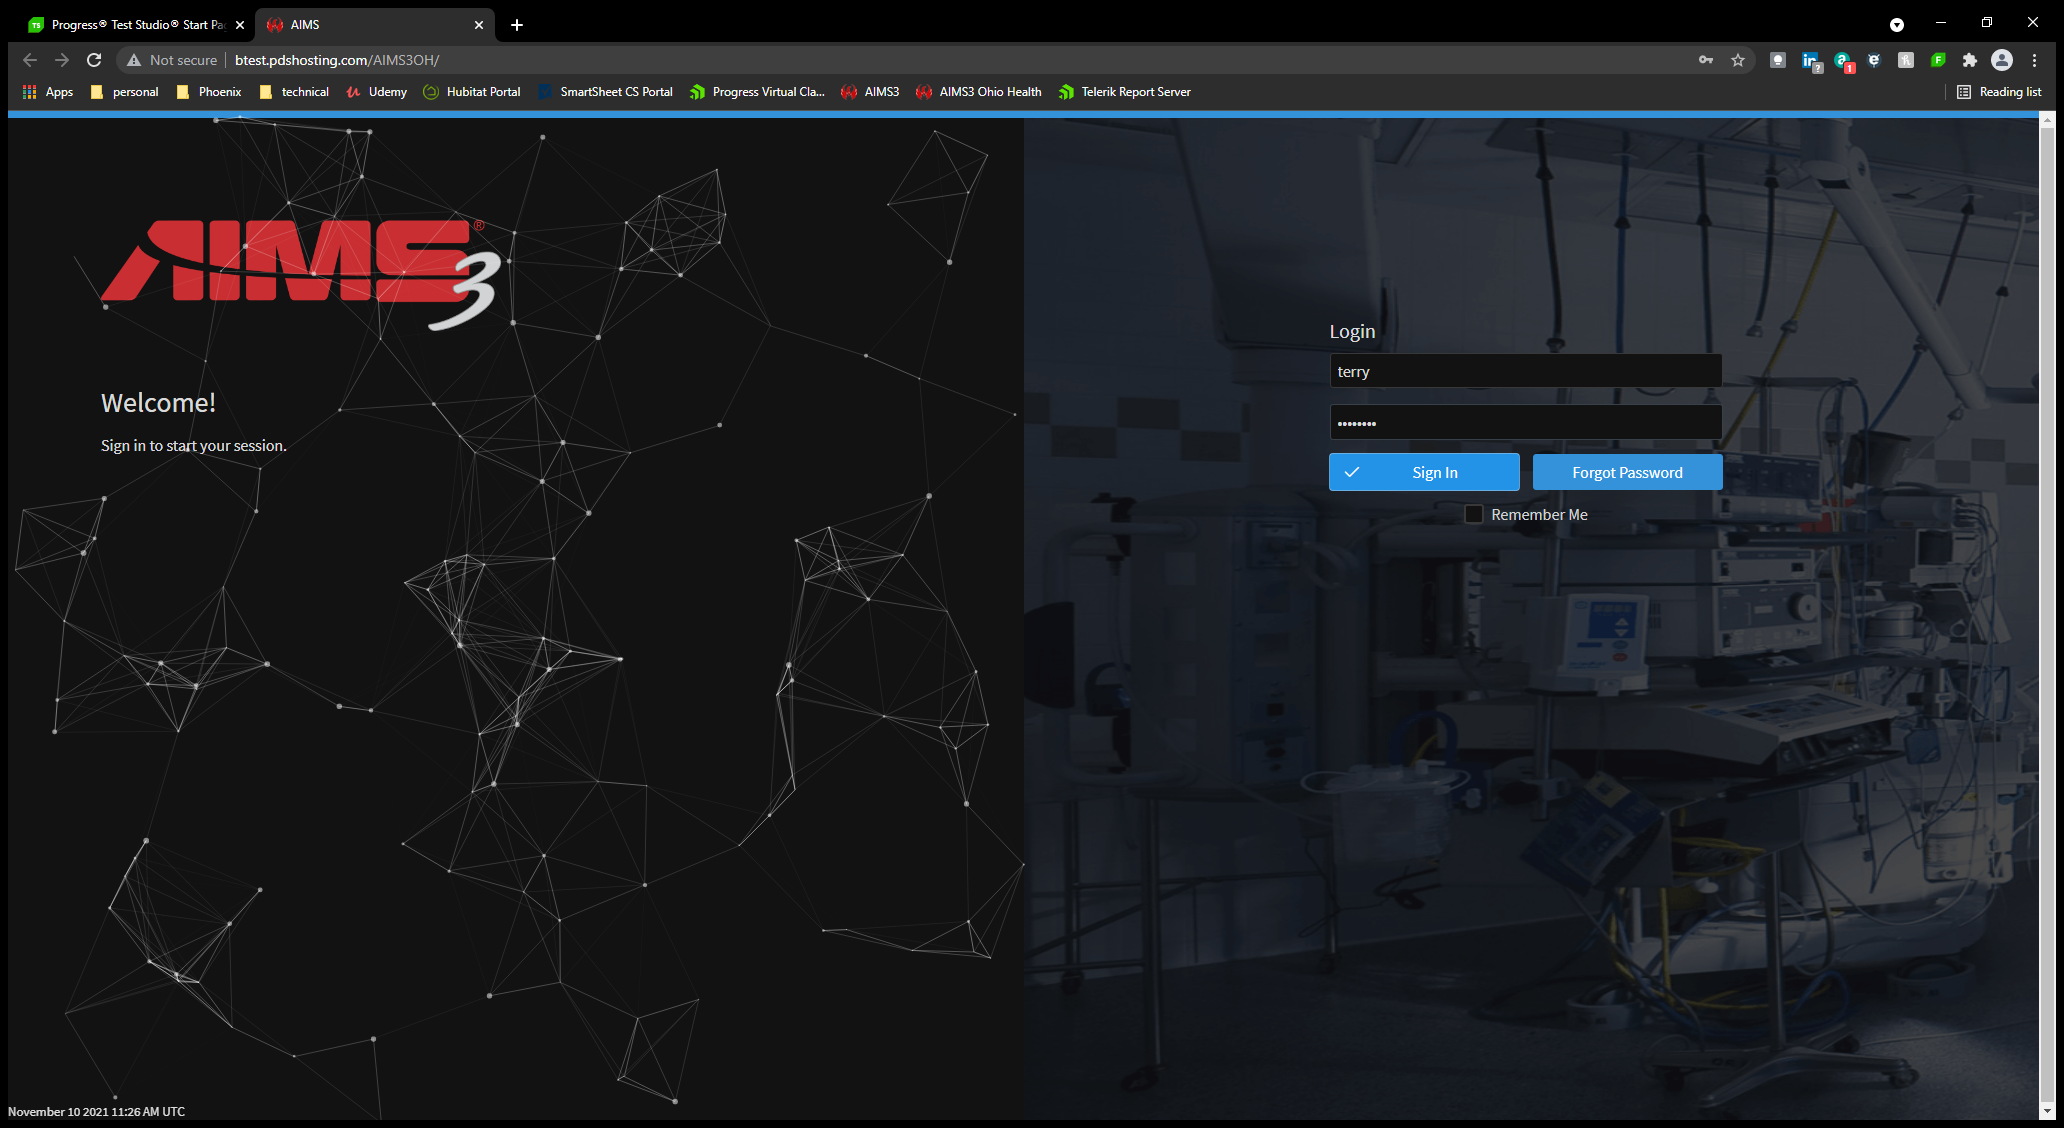 Progress® Test Studio® Start Pa
AIMS
Not secure
btest.pdshosting.com/AIMS3OH/
Apps
personal
Phoenix
technical
Udemy
Hubitat Portal
SmartSheet CS Portal
Progress Virtual Cla...
AIMS3
AIMS3 Ohio Health
Telerik Report Server
Reading list
AIMS3®
Welcome!
Sign in to start your session.
Login
terry
••••••••
Sign In
Forgot Password
Remember Me
November 10 2021 11:26 AM UTC